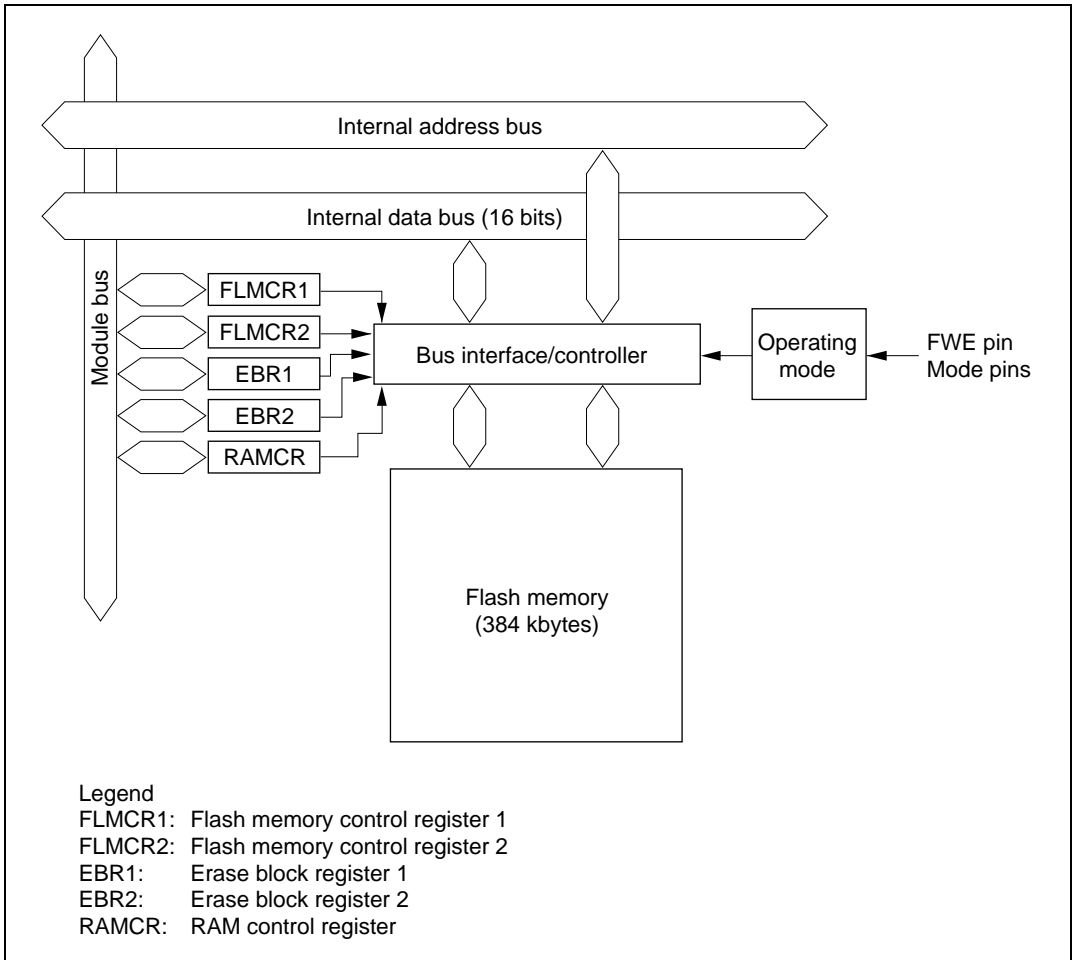 Internal address bus
Internal data bus (16 bits)
Module bus
FLMCR1
FLMCR2
EBR1
EBR2
RAMCR
Bus interface/controller
Operating
mode
FWE pin
Mode pins
Flash memory
(384 kbytes)
Legend
FLMCR1: Flash memory control register 1
FLMCR2: Flash memory control register 2
EBR1: Erase block register 1
EBR2: Erase block register 2
RAMCR: RAM control register